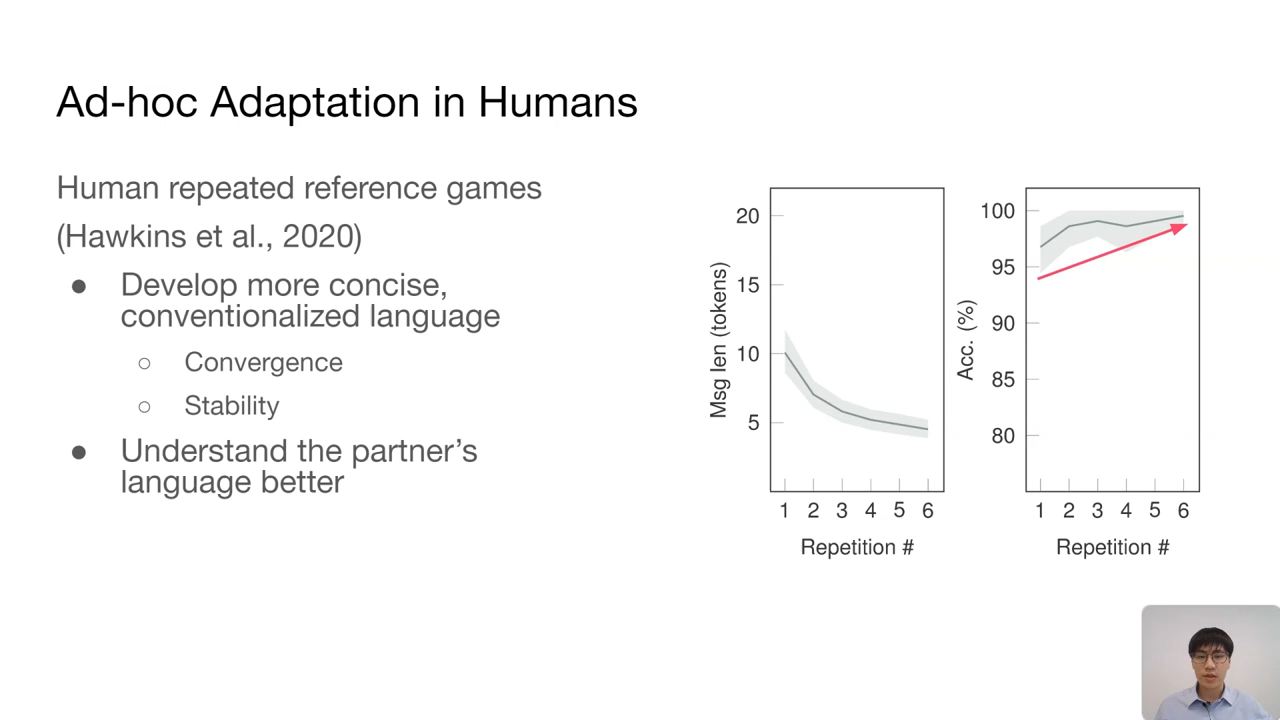 Ad-hoc Adaptation in Humans
Human repeated reference games
(Hawkins et al., 2020)
● Develop more concise,
conventionalized language
○ Convergence
○ Stability
● Understand the partner's
language better
Msg len (tokens)
20
15
10
5
1 2 3 4 5 6
Repetition #
Acc. (%)
100
95
90
85
80
1 2 3 4 5 6
Repetition #